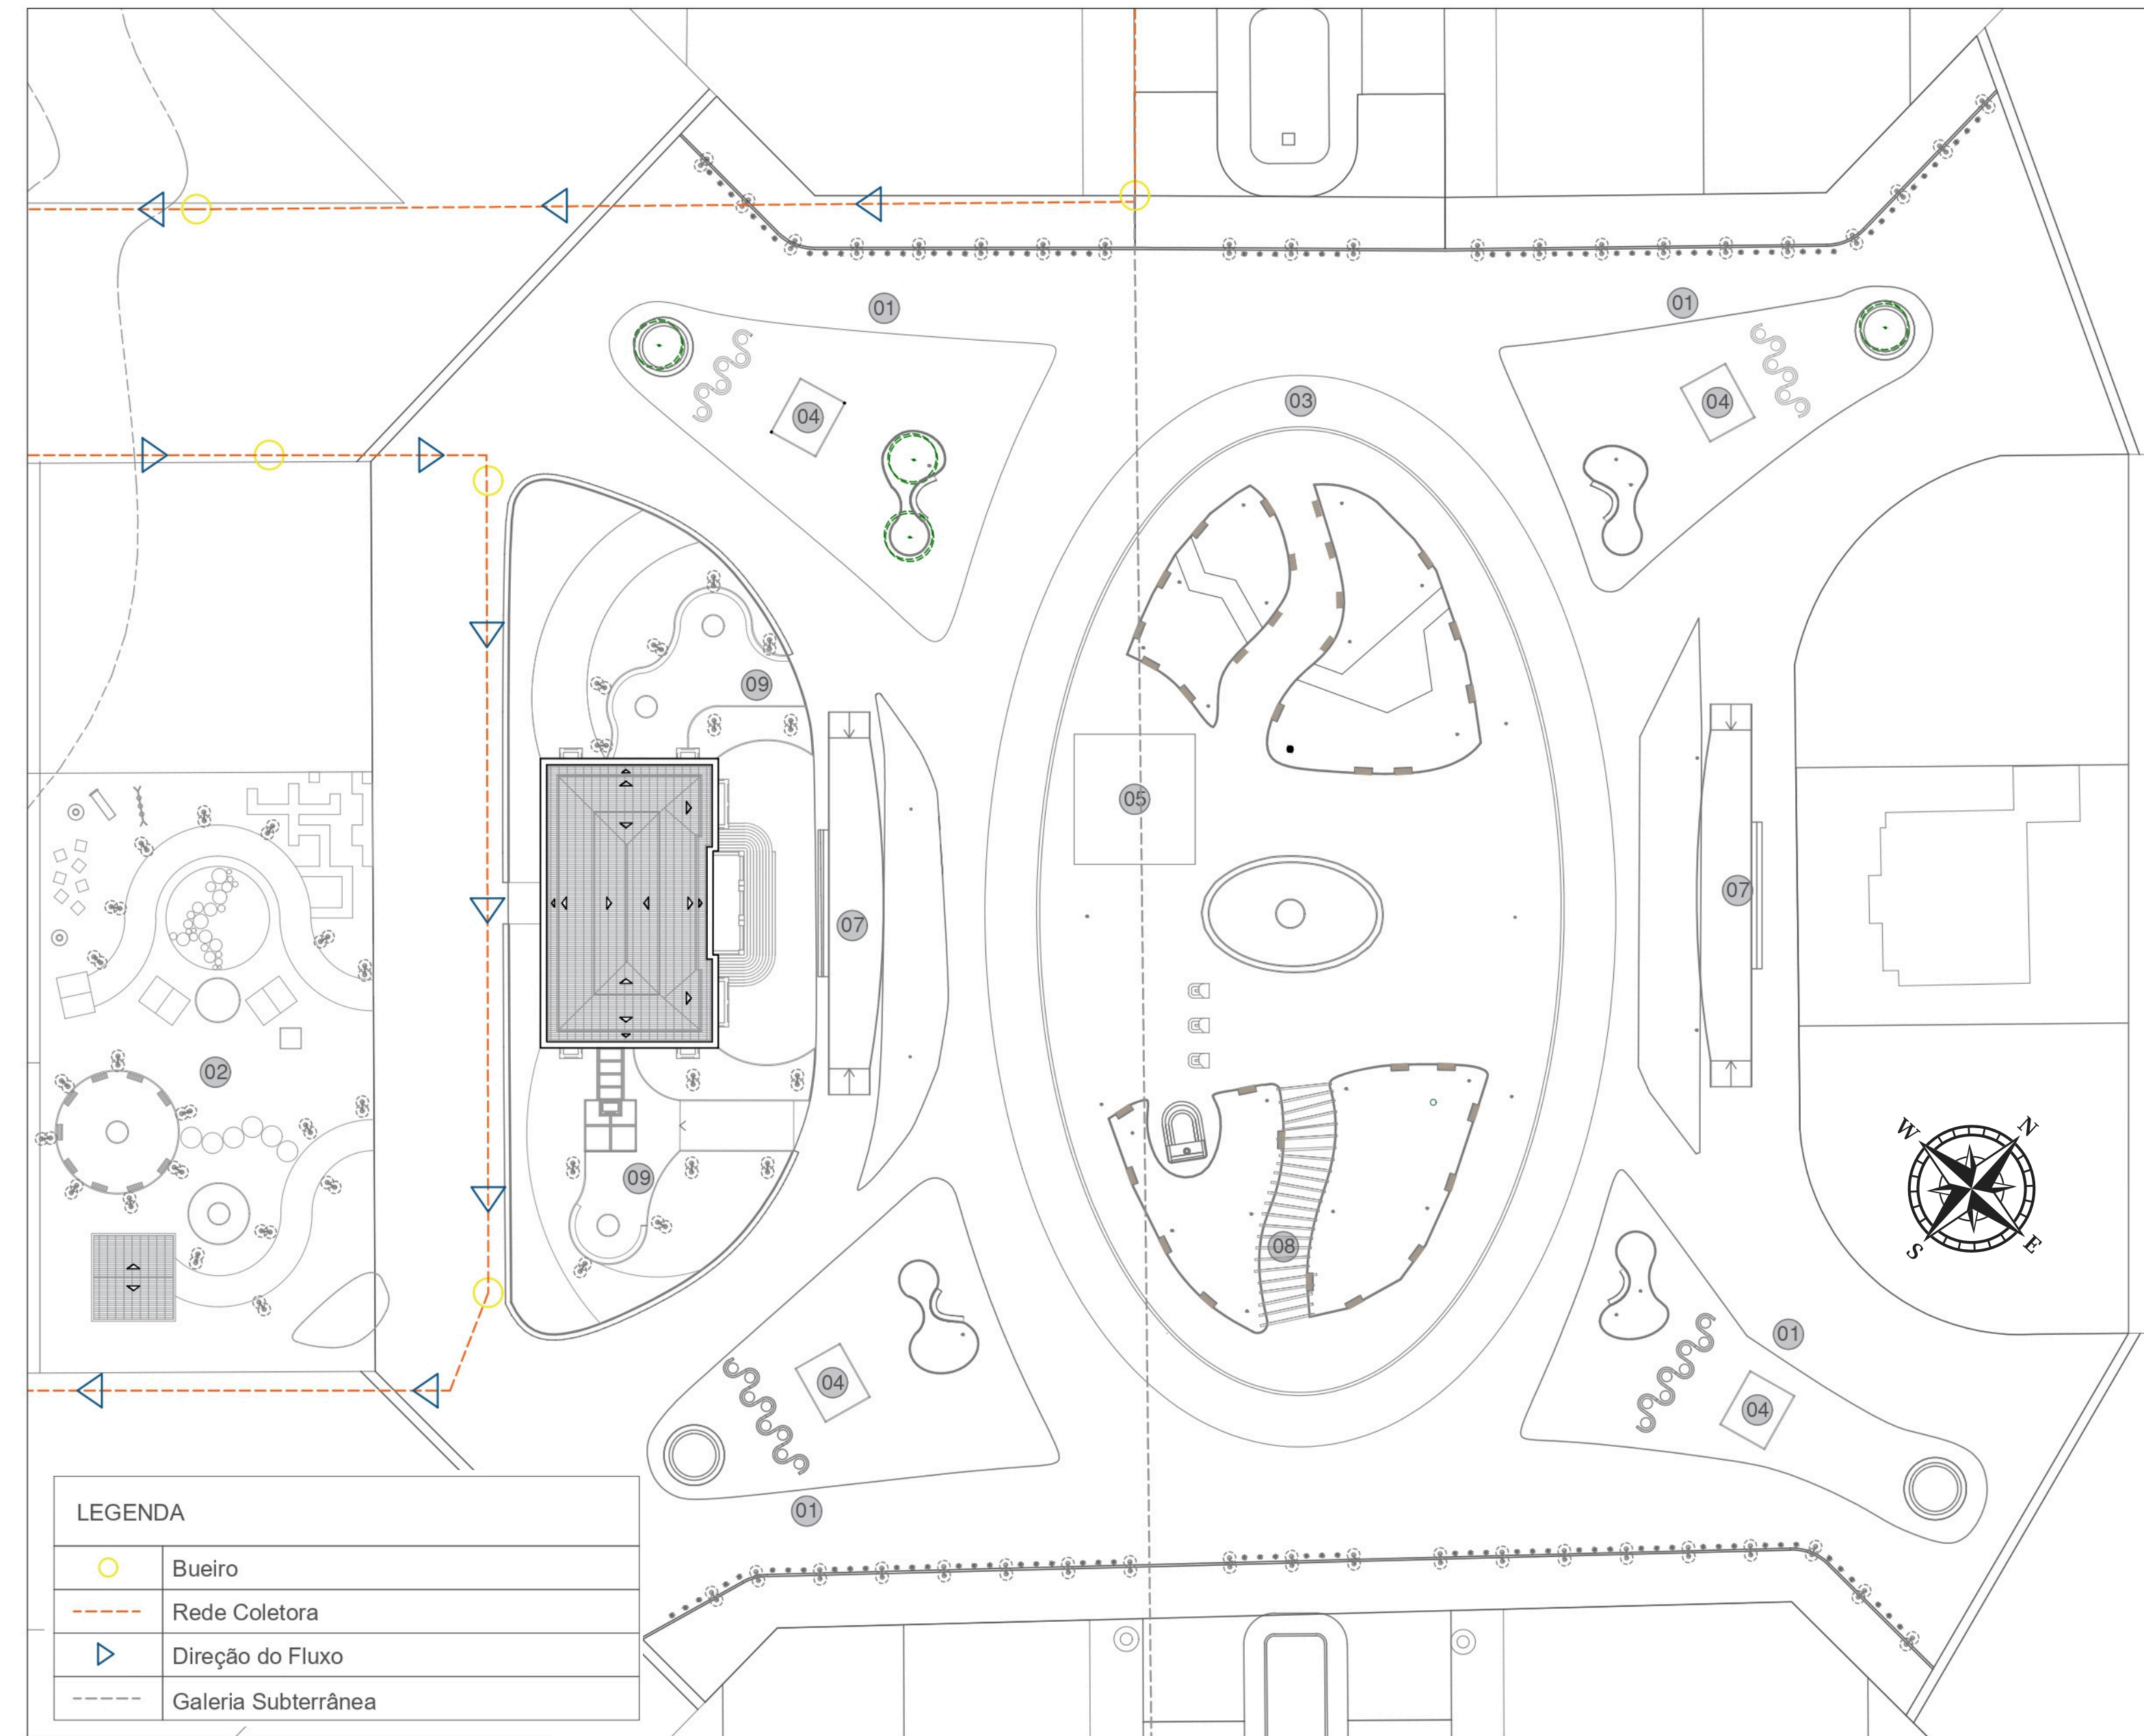 01
01
03
04
04
09
05
07
07
02
09
08
W
N
S
E
01
04
04
01
LEGENDA
Bueiro
Rede Coletora
Direção do Fluxo
Galeria Subterrânea